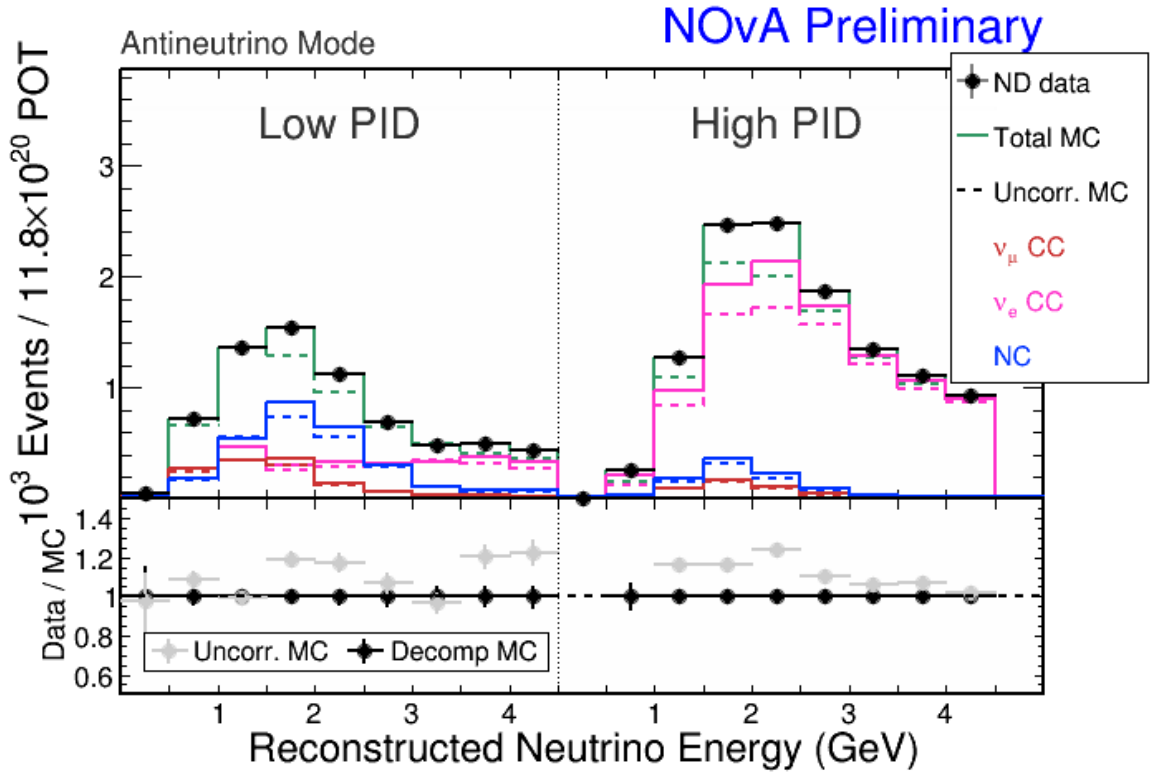 NOvA Preliminary
Antineutrino Mode
Low PID
High PID
ND data
Total MC
Uncorr. MC
νμ CC
νe CC
NC
10³ Events / 11.8×10²⁰ POT
3
2
1
Data / MC
1.4
1.2
1
0.8
0.6
Uncorr. MC
Decomp MC
1 2 3 4 1 2 3 4
Reconstructed Neutrino Energy (GeV)